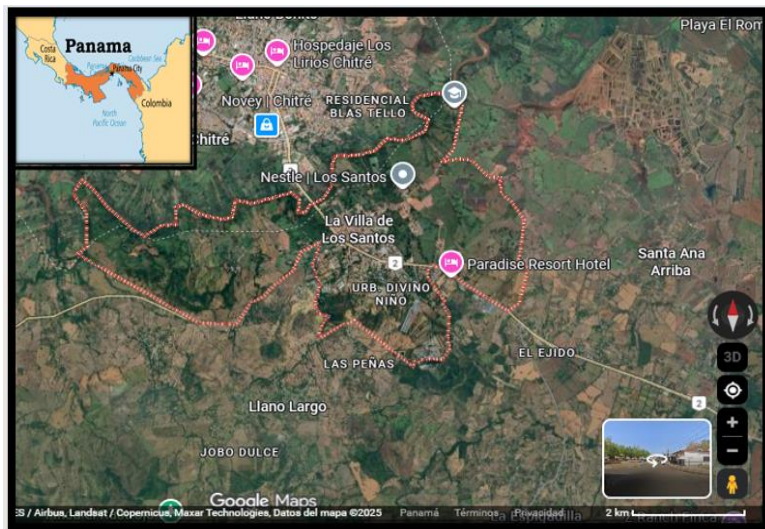 Panama
Costa
Rica
Caribbean Sea
Panama City
Colombia
North
Pacific Ocean
Playa El Rom
Hospedaje Los
Lirios Chitré
Novey | Chitré
RESIDENCIAL
BLAS TELLO
Chitré
2
Nestle | Los Santos
La Villa de
Los Santos
2
Paradise Resort Hotel
Santa Ana
Arriba
URB. DIVINO
NIÑO
EL EJIDO
LAS PEÑAS
3D
Llano Largo
2
JOBO DULCE
Google Maps
ES / Airbus, Landsat / Copernicus, Maxar Technologies, Datos del mapa ©2025 Panamá Términos Privacidad 2 km